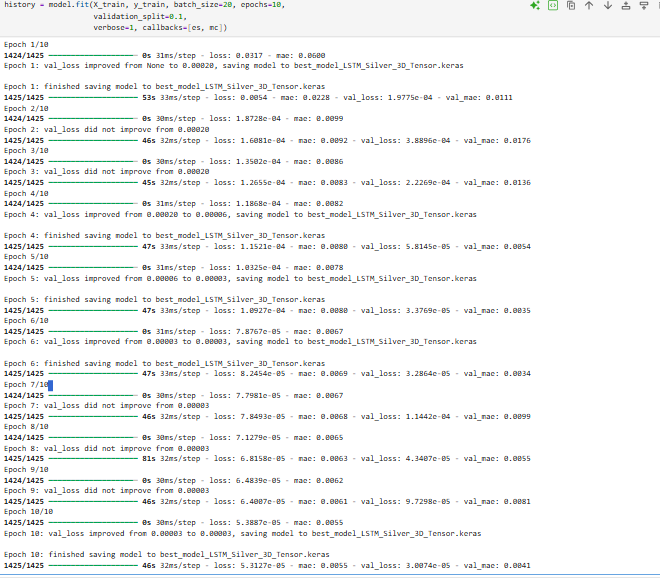 history = model.fit(X_train, y_train, batch_size=20, epochs=10,
validation_split=0.1,
verbose=1, callbacks=[es, mc])
Epoch 1/10
1424/1425 0s 31ms/step - loss: 0.0317 - mae: 0.0600
Epoch 1: val_loss improved from None to 0.00020, saving model to best_model_LSTM_Silver_3D_Tensor.keras
Epoch 1: finished saving model to best_model_LSTM_Silver_3D_Tensor.keras
1425/1425 53s 33ms/step - loss: 0.0054 - mae: 0.0228 - val_loss: 1.9775e-04 - val_mae: 0.0111
Epoch 2/10
1424/1425 0s 30ms/step - loss: 1.8728e-04 - mae: 0.0099
Epoch 2: val_loss did not improve from 0.00020
1425/1425 46s 32ms/step - loss: 1.6081e-04 - mae: 0.0092 - val_loss: 3.8896e-04 - val_mae: 0.0176
Epoch 3/10
1424/1425 0s 30ms/step - loss: 1.3502e-04 - mae: 0.0086
Epoch 3: val_loss did not improve from 0.00020
1425/1425 45s 32ms/step - loss: 1.2655e-04 - mae: 0.0083 - val_loss: 2.2269e-04 - val_mae: 0.0136
Epoch 4/10
1424/1425 0s 31ms/step - loss: 1.1868e-04 - mae: 0.0082
Epoch 4: val_loss improved from 0.00020 to 0.00006, saving model to best_model_LSTM_Silver_3D_Tensor.keras
Epoch 4: finished saving model to best_model_LSTM_Silver_3D_Tensor.keras
1425/1425 47s 33ms/step - loss: 1.1521e-04 - mae: 0.0080 - val_loss: 5.8145e-05 - val_mae: 0.0054
Epoch 5/10
1424/1425 0s 31ms/step - loss: 1.0325e-04 - mae: 0.0078
Epoch 5: val_loss improved from 0.00006 to 0.00003, saving model to best_model_LSTM_Silver_3D_Tensor.keras
Epoch 5: finished saving model to best_model_LSTM_Silver_3D_Tensor.keras
1425/1425 47s 33ms/step - loss: 1.0927e-04 - mae: 0.0080 - val_loss: 3.3769e-05 - val_mae: 0.0035
Epoch 6/10
1425/1425 0s 31ms/step - loss: 7.8767e-05 - mae: 0.0067
Epoch 6: val_loss improved from 0.00003 to 0.00003, saving model to best_model_LSTM_Silver_3D_Tensor.keras
Epoch 6: finished saving model to best_model_LSTM_Silver_3D_Tensor.keras
1425/1425 47s 33ms/step - loss: 8.2454e-05 - mae: 0.0069 - val_loss: 3.2864e-05 - val_mae: 0.0034
Epoch 7/10
1424/1425 0s 30ms/step - loss: 7.7981e-05 - mae: 0.0067
Epoch 7: val_loss did not improve from 0.00003
1425/1425 46s 32ms/step - loss: 7.8493e-05 - mae: 0.0068 - val_loss: 1.1442e-04 - val_mae: 0.0099
Epoch 8/10
1424/1425 0s 30ms/step - loss: 7.1279e-05 - mae: 0.0065
Epoch 8: val_loss did not improve from 0.00003
1425/1425 81s 32ms/step - loss: 6.8158e-05 - mae: 0.0063 - val_loss: 4.3407e-05 - val_mae: 0.0055
Epoch 9/10
1424/1425 0s 30ms/step - loss: 6.4839e-05 - mae: 0.0062
Epoch 9: val_loss did not improve from 0.00003
1425/1425 46s 32ms/step - loss: 6.4007e-05 - mae: 0.0061 - val_loss: 9.7298e-05 - val_mae: 0.0081
Epoch 10/10
1425/1425 0s 30ms/step - loss: 5.3887e-05 - mae: 0.0055
Epoch 10: val_loss improved from 0.00003 to 0.00003, saving model to best_model_LSTM_Silver_3D_Tensor.keras
Epoch 10: finished saving model to best_model_LSTM_Silver_3D_Tensor.keras
1425/1425 46s 32ms/step - loss: 5.3127e-05 - mae: 0.0055 - val_loss: 3.0074e-05 - val_mae: 0.0041